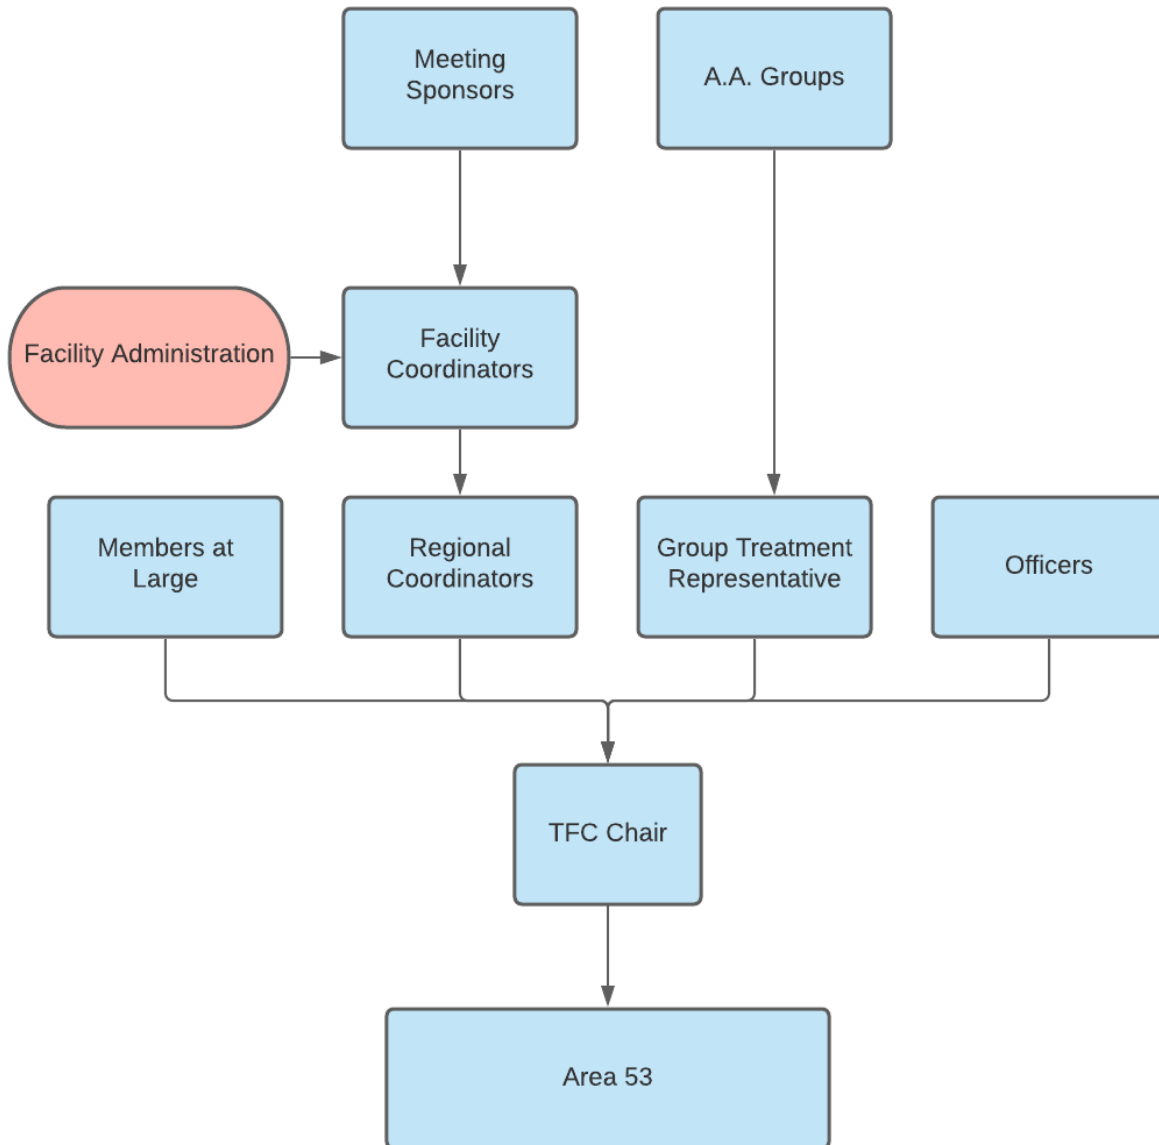 Meeting
Sponsors
A.A. Groups
Facility Administration
Facility
Coordinators
Members at
Large
Regional
Coordinators
Group Treatment
Representative
Officers
TFC Chair
Area 53